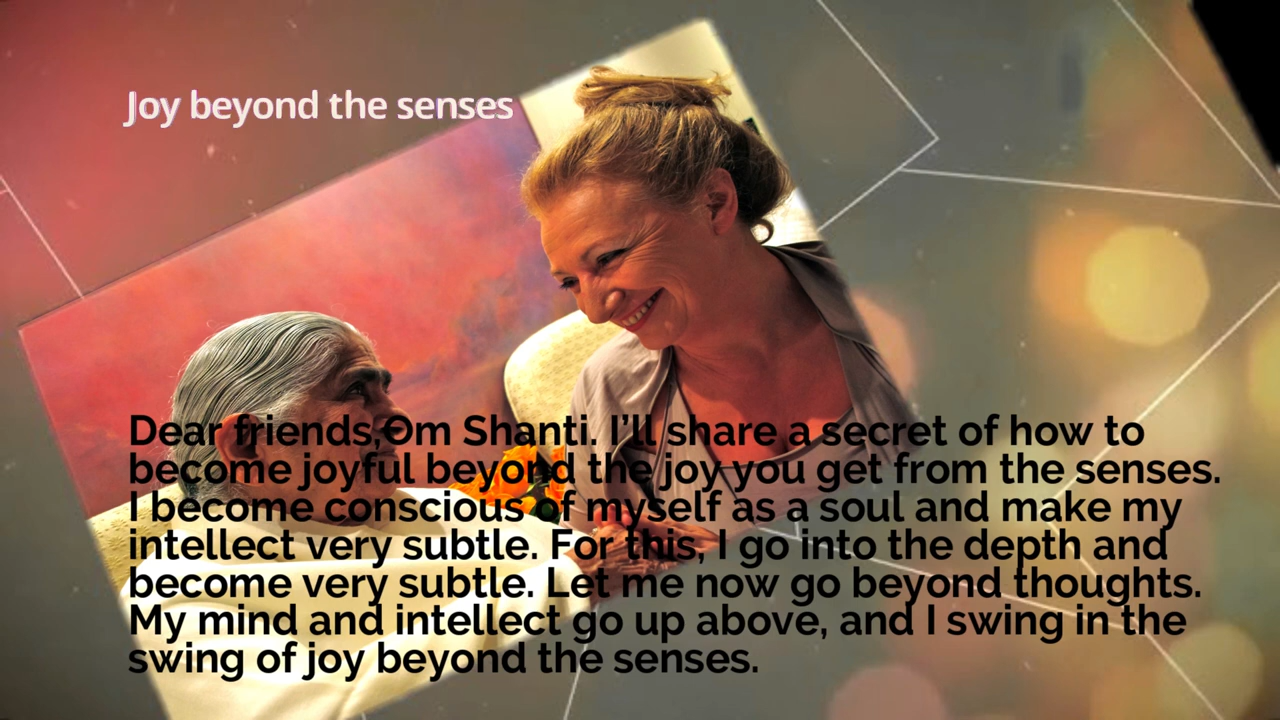 Joy beyond the senses
Dear friends,Om Shanti. I’ll share a secret of how to
become joyful beyond the joy you get from the senses.
I become conscious of myself as a soul and make my
intellect very subtle. For this, I go into the depth and
become very subtle. Let me now go beyond thoughts.
My mind and intellect go up above, and I swing in the
swing of joy beyond the senses.